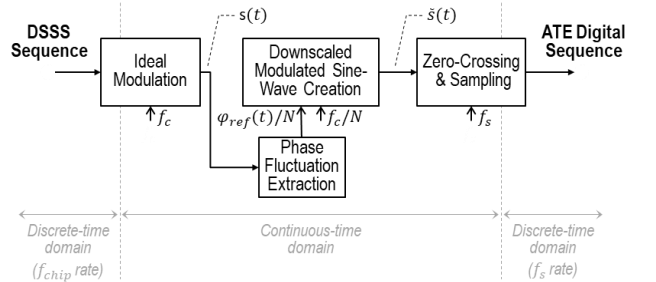 DSSS
Sequence
s(t)
š(t)
ATE Digital
Sequence
Ideal
Modulation
Downscaled
Modulated Sine-
Wave Creation
Zero-Crossing
& Sampling
f_c
φ_ref(t)/N
f_c/N
f_s
Phase
Fluctuation
Extraction
Discrete-time
domain
(f_chip rate)
Continuous-time
domain
Discrete-time
domain
(f_s rate)